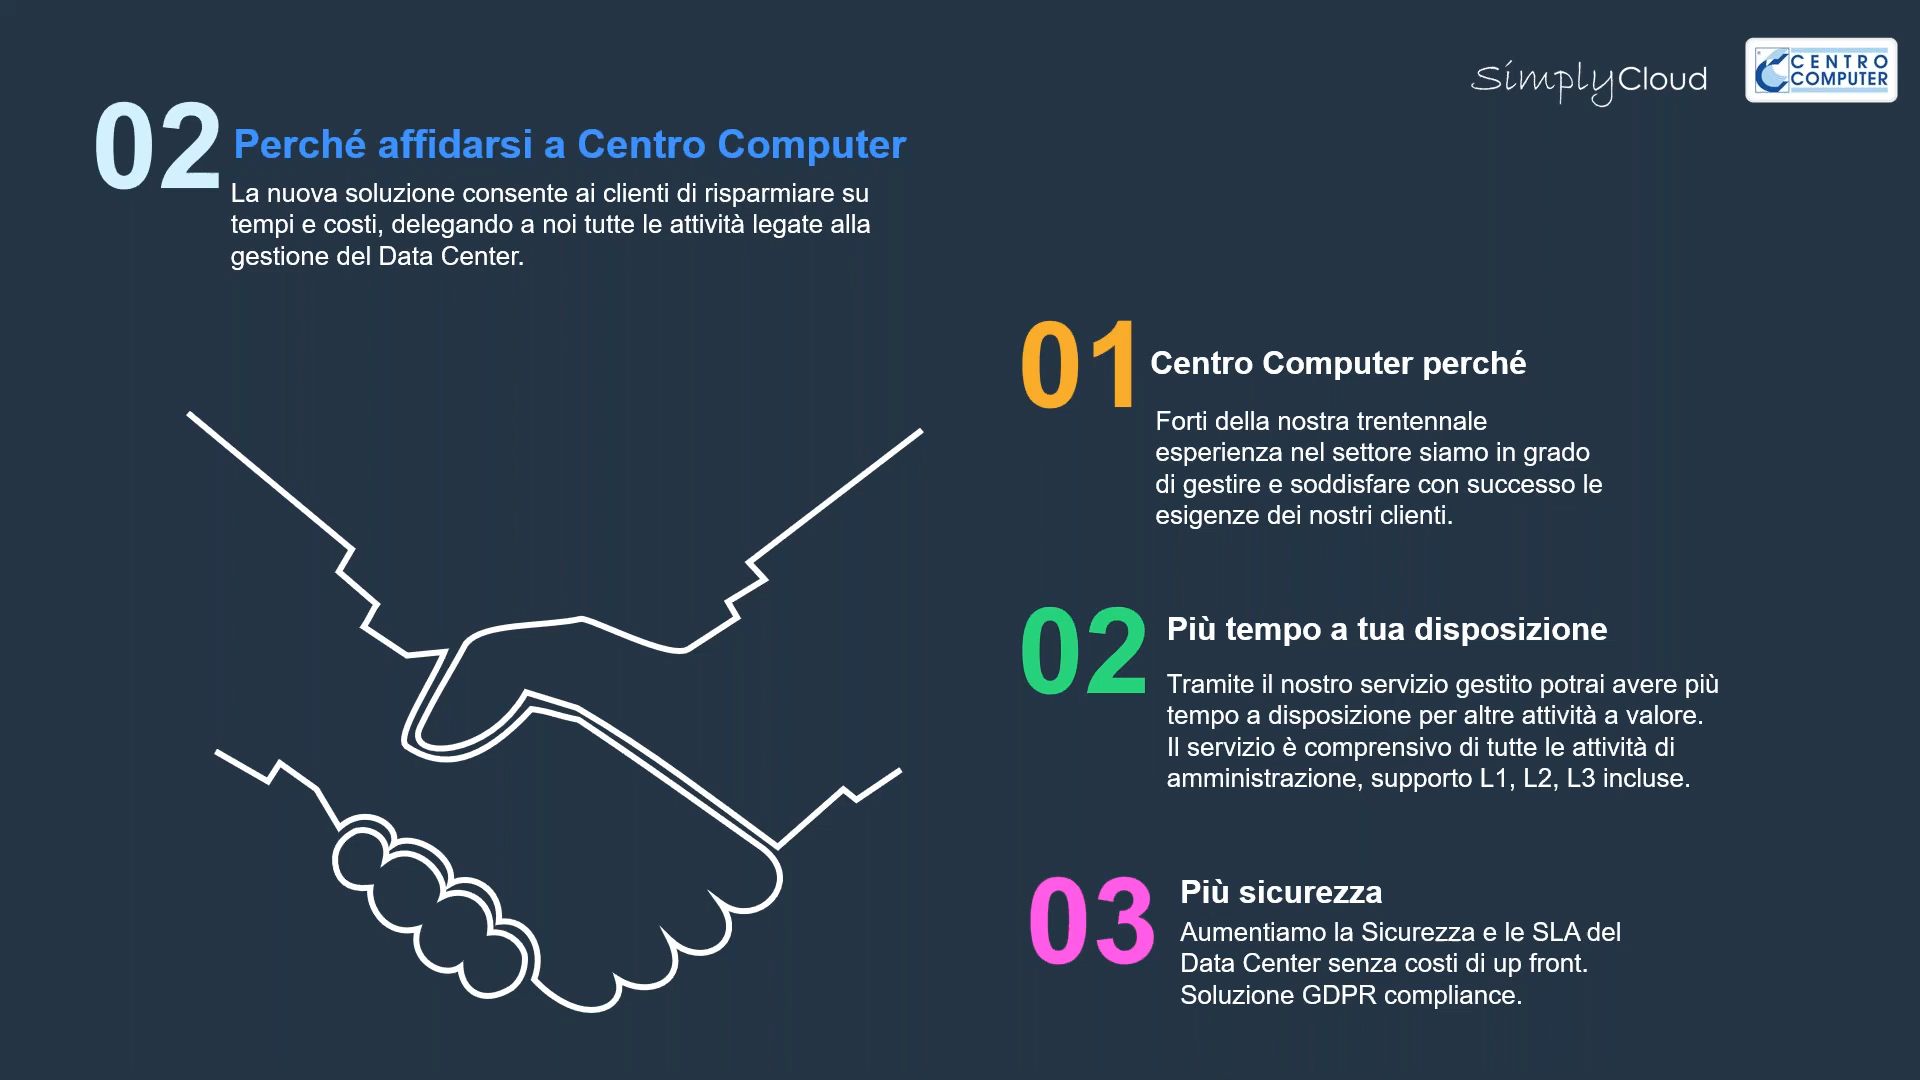 SimplyCloud
CENTRO
COMPUTER
02
Perché affidarsi a Centro Computer
La nuova soluzione consente ai clienti di risparmiare su
tempi e costi, delegando a noi tutte le attività legate alla
gestione del Data Center.
01
Centro Computer perché
Forti della nostra trentennale
esperienza nel settore siamo in grado
di gestire e soddisfare con successo le
esigenze dei nostri clienti.
02
Più tempo a tua disposizione
Tramite il nostro servizio gestito potrai avere più
tempo a disposizione per altre attività a valore.
Il servizio è comprensivo di tutte le attività di
amministrazione, supporto L1, L2, L3 incluse.
03
Più sicurezza
Aumentiamo la Sicurezza e le SLA del
Data Center senza costi di up front.
Soluzione GDPR compliance.